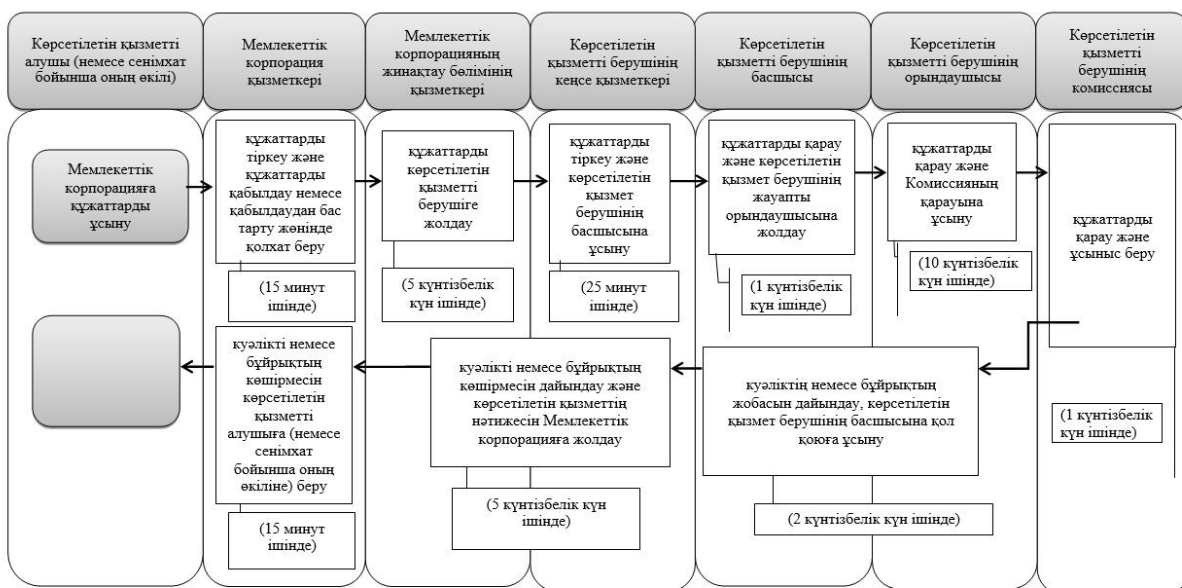 Көрсетілетін қызметті
алушы (немесе сенімхат
бойынша оның өкілі)
Мемлекеттік
корпорация
қызметкері
Мемлекеттік
корпорацияның
жинақтау бөлімінің
қызметкері
Көрсетілетін
қызметті берушінің
кеңсе қызметкері
Көрсетілетін
қызметті берушінің
басшысы
Көрсетілетін
қызметті берушінің
орындаушысы
Көрсетілетін
қызметті
берушінің
комиссиясы
Мемлекеттік
корпорацияға
құжаттарды
ұсыну
құжаттарды
тіркеу және
құжаттарды
қабылдау немесе
қабылдаудан бас
тарту жөнінде
қолхат беру
(15 минут
ішінде)
құжаттарды
көрсетілетін
қызметті
берушіге
жолдау
(5 күнтізбелік
күн ішінде)
құжаттарды
тіркеу және
көрсетілетін
қызмет
берушінің
басшысына
ұсыну
(25 минут
ішінде)
құжаттарды қарау
және көрсетілетін
қызмет берушінің
жауапты
орындаушысына
жолдау
(1 күнтізбелік
күн ішінде)
құжаттарды
қарау және
Комиссияның
қарауына
ұсыну
(10 күнтізбелік
күн ішінде)
құжаттарды
қарау және
ұсыныс беру
(1 күнтізбелік
күн ішінде)
куәліктің немесе бұйрықтың
жобасын дайындау, көрсетілетін
қызмет берушінің басшысына қол
қоюға ұсыну
(2 күнтізбелік күн ішінде)
куәлікті немесе бұйрықтың
көшірмесін дайындау және
көрсетілетін қызметтің
нәтижесін Мемлекеттік
корпорацияға жолдау
(5 күнтізбелік күн
ішінде)
куәлікті немесе
бұйрықтың
көшірмесін
көрсетілетін
қызметті
алушыға (немесе
сенімхат
бойынша оның
өкіліне) беру
(15 минут
ішінде)